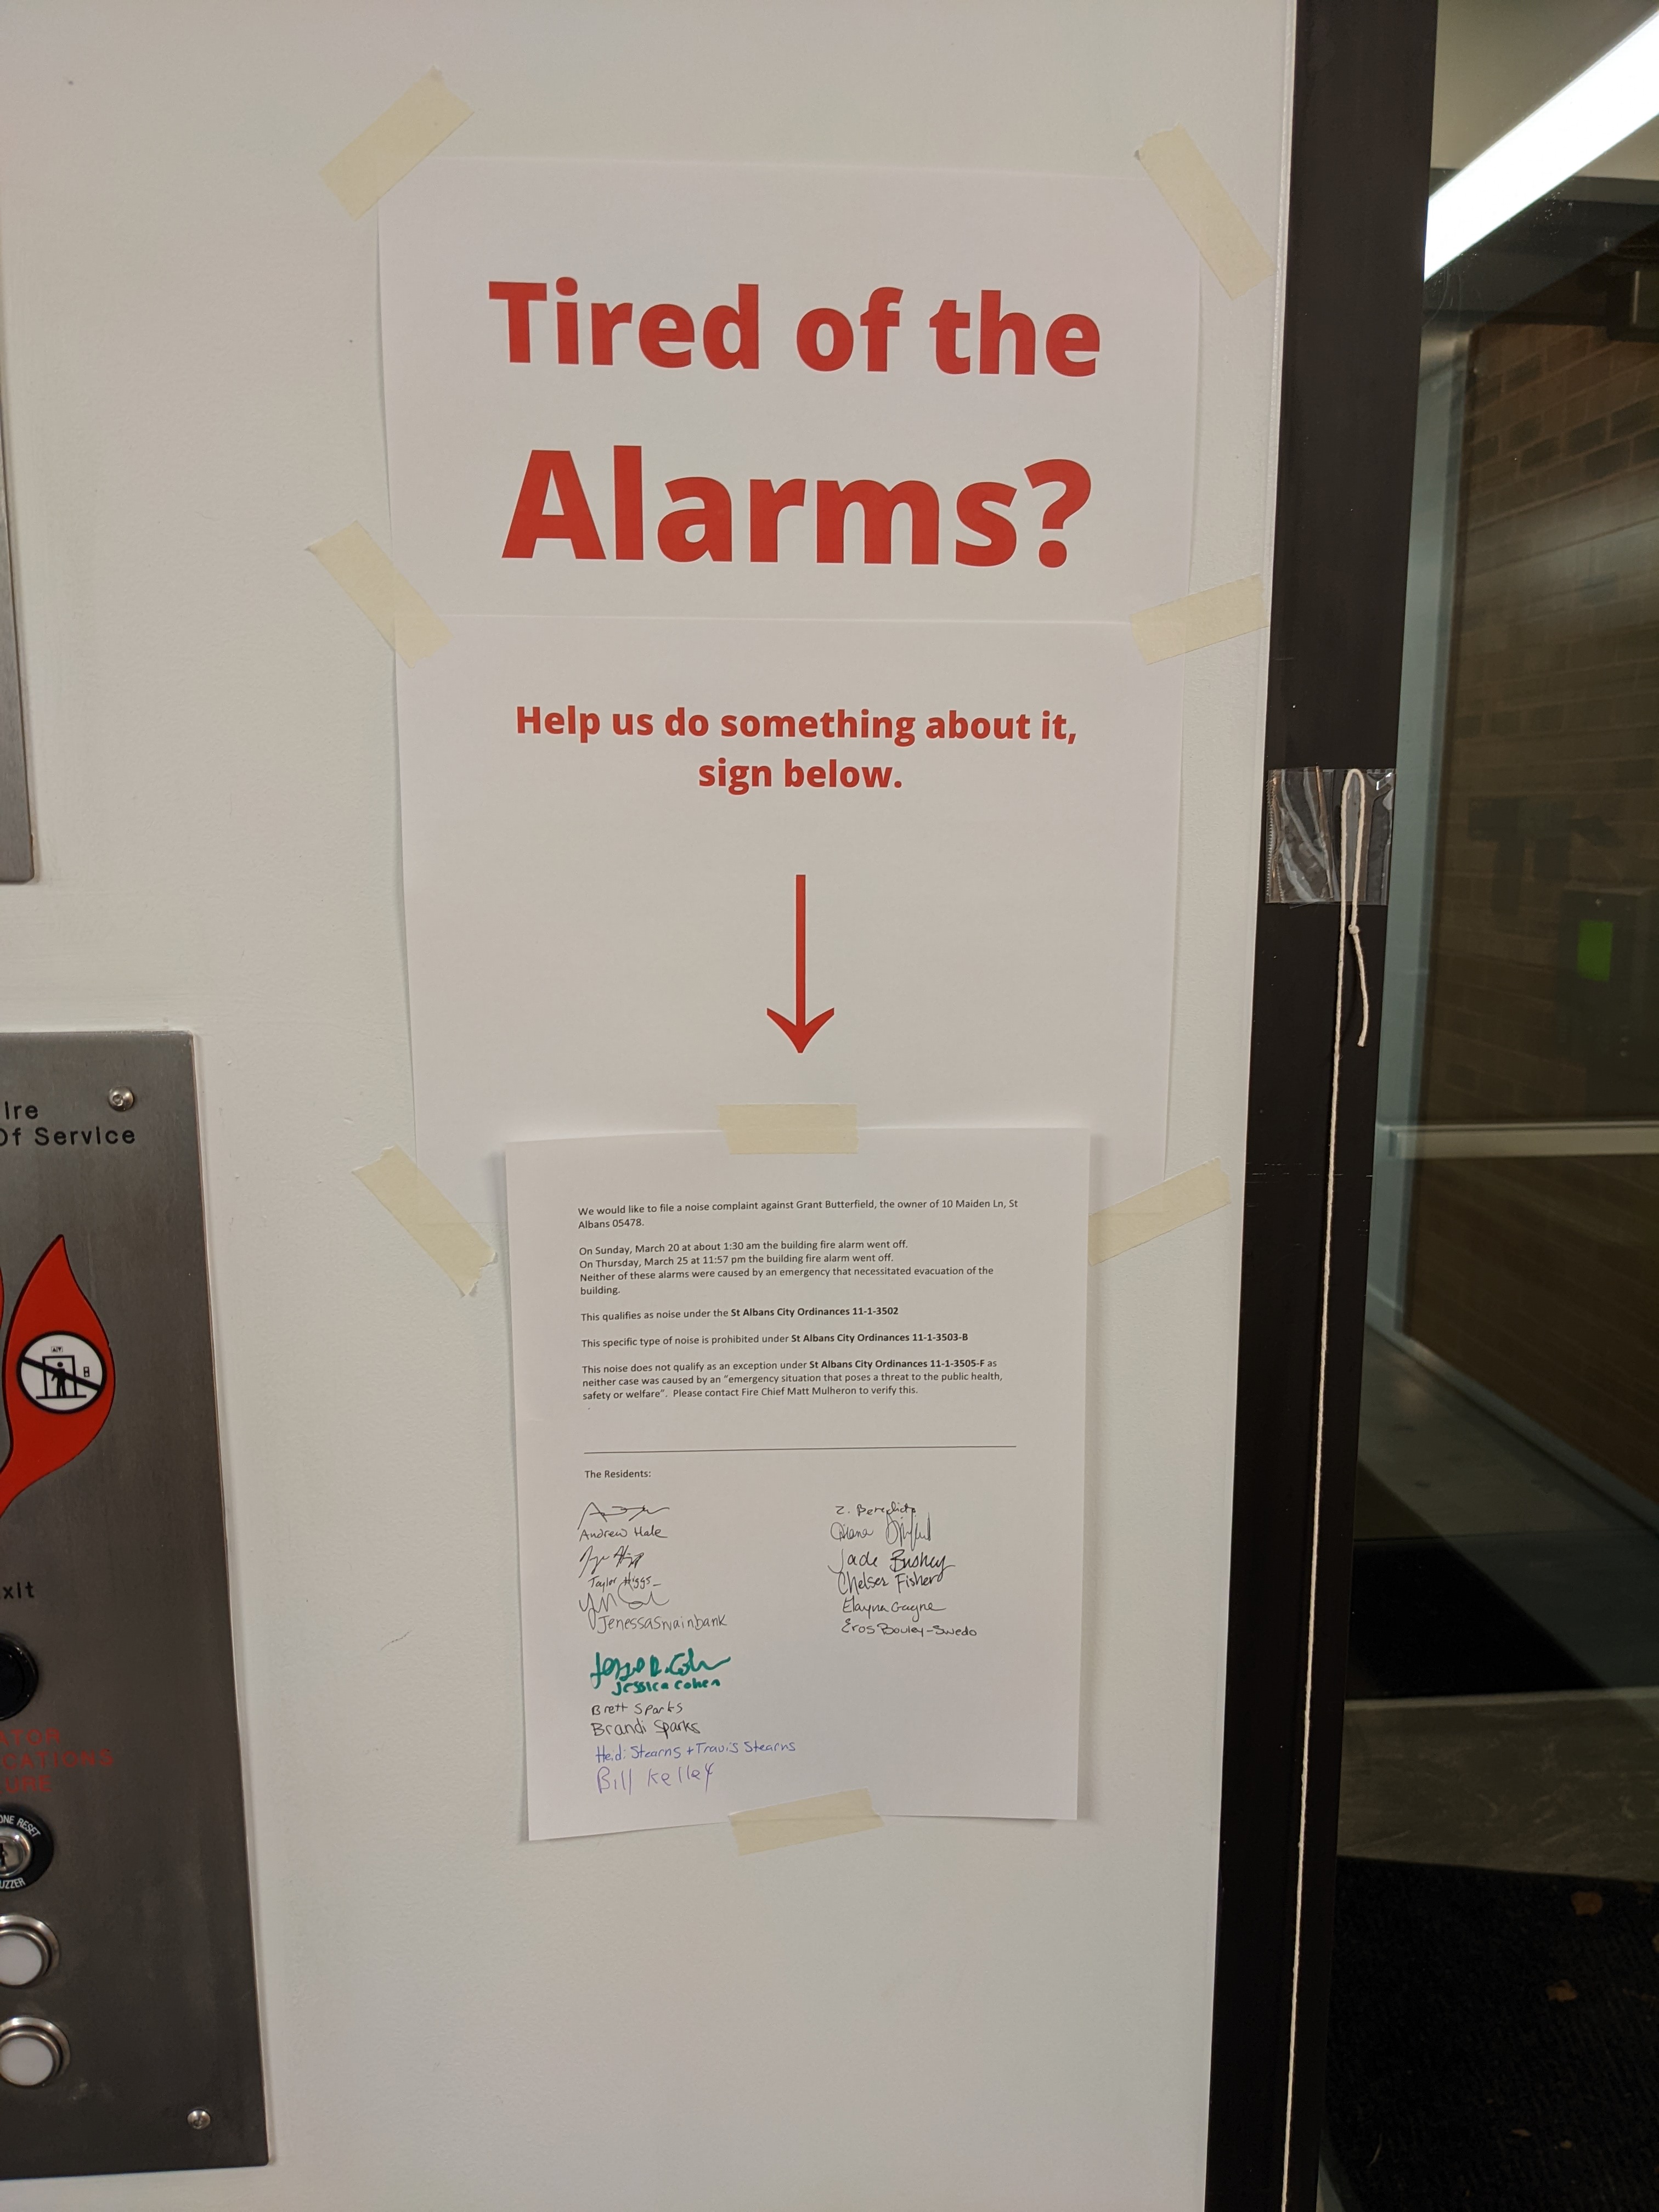 Tired of the
Alarms?
Help us do something about it,
sign below.
We would like to file a noise complaint against Grant Butterfield, the owner of 10 Maiden Ln, St
Albans 05478.
On Sunday, March 20 at about 1:30 am the building fire alarm went off.
On Thursday, March 25 at 11:57 pm the building fire alarm went off.
Neither of these alarms were caused by an emergency that necessitated evacuation of the
building.
This qualifies as noise under the St Albans City Ordinances 11-1-3502
This specific type of noise is prohibited under St Albans City Ordinances 11-1-3503-B
This noise does not qualify as an exception under St Albans City Ordinances 11-1-3505-F as
neither case was caused by an “emergency situation that poses a threat to the public health,
safety or welfare”. Please contact Fire Chief Matt Mulheron to verify this.
The Residents:
Andrew Hale
Taylor Higgs
Jenessa Swainbank
Jessica Cohen
Brett Sparks
Brandi Sparks
Heidi Stearns + Travis Stearns
Bill Kelley
Z. Benedict
Diana
Jade Bushey
Chelsea Fisher
Elayna Gagne
Eros Bouley-Swedo
ire
Of Service
xit
ATOR
CATIONS
URE
ONE RESET
UZZER